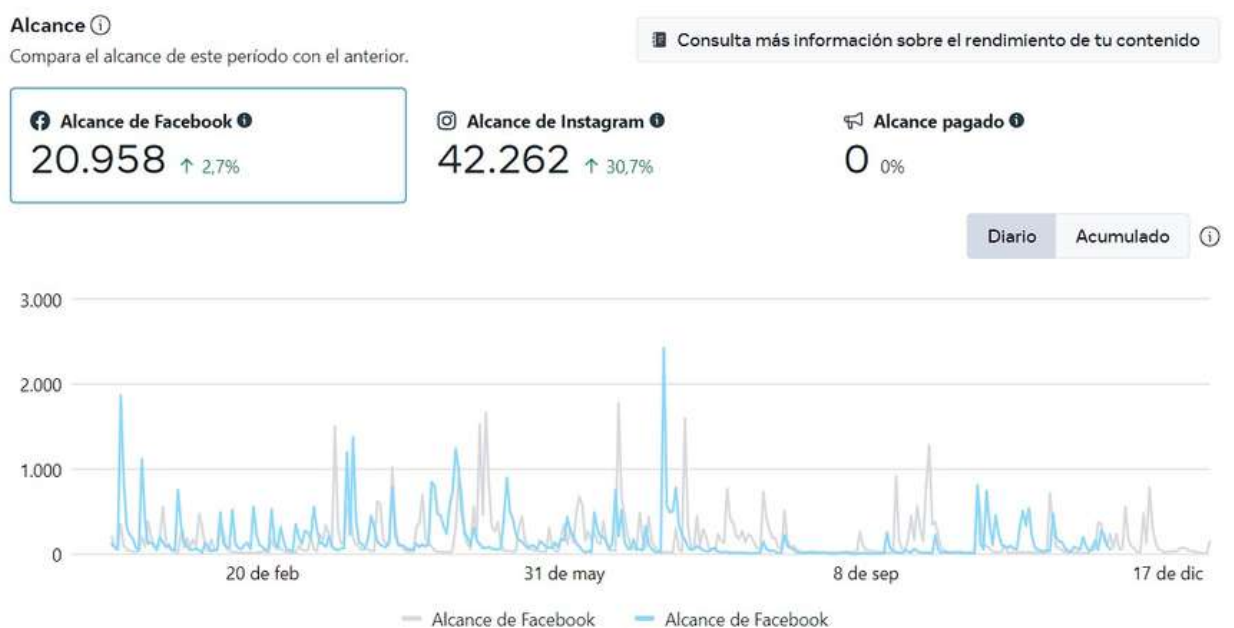 Alcance
Compara el alcance de este período con el anterior.
Consulta más información sobre el rendimiento de tu contenido
Alcance de Facebook
20.958 ↑ 2,7%
Alcance de Instagram
42.262 ↑ 30,7%
Alcance pagado
0 0%
Diario Acumulado
3.000
2.000
1.000
0
20 de feb 31 de may 8 de sep 17 de dic
Alcance de Facebook Alcance de Facebook